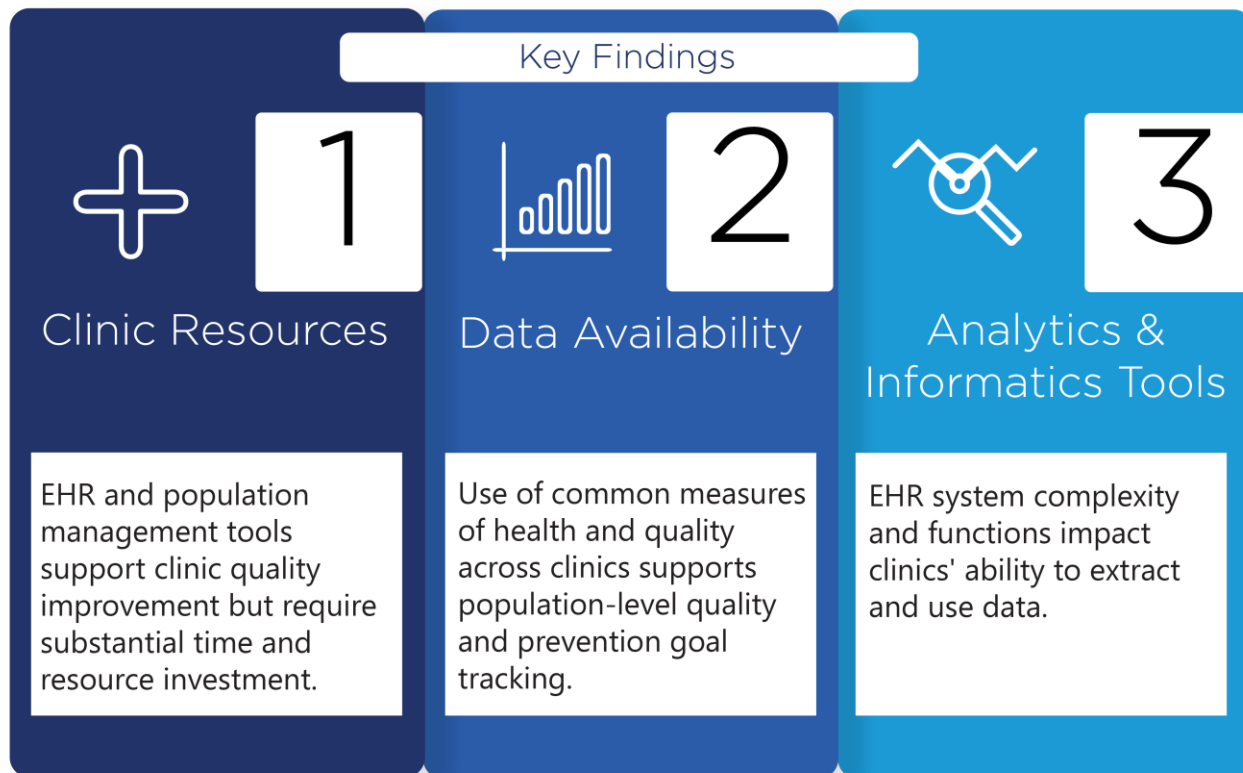 Key Findings
1
Clinic Resources
EHR and population
management tools
support clinic quality
improvement but require
substantial time and
resource investment.
2
Data Availability
Use of common measures
of health and quality
across clinics supports
population-level quality
and prevention goal
tracking.
3
Analytics &
Informatics Tools
EHR system complexity
and functions impact
clinics' ability to extract
and use data.